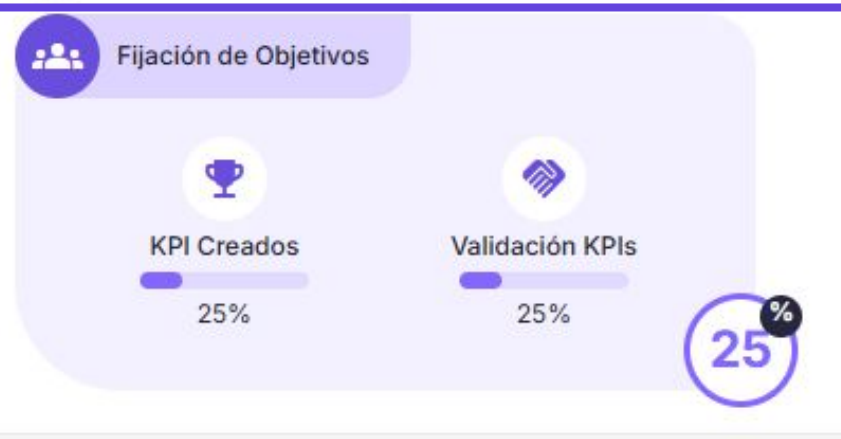 Fijación de Objetivos
KPI Creados
25%
Validación KPIs
25%
%
25